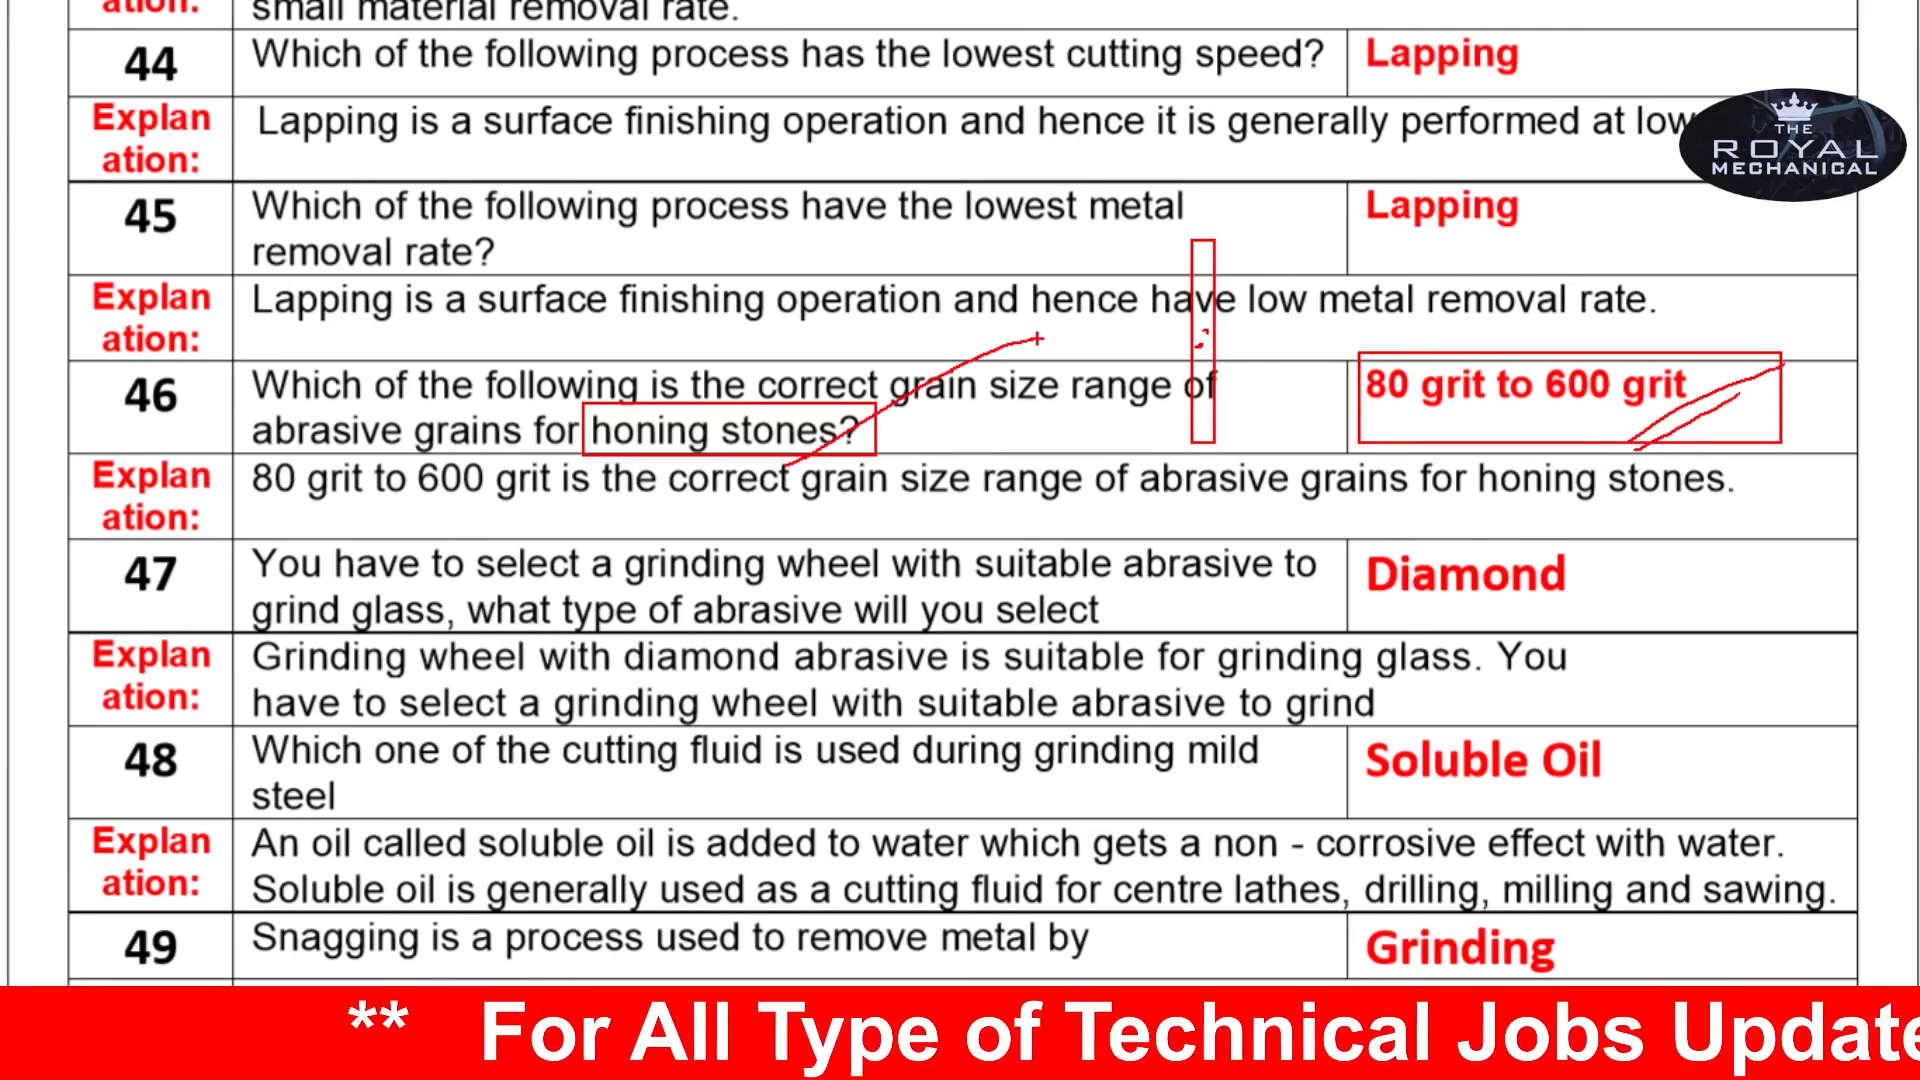 ation:
small material removal rate.
44
Which of the following process has the lowest cutting speed?
Lapping
Explan
ation:
Lapping is a surface finishing operation and hence it is generally performed at low
THE
ROYAL
MECHANICAL
45
Which of the following process have the lowest metal
removal rate?
Lapping
Explan
ation:
Lapping is a surface finishing operation and hence have low metal removal rate.
46
Which of the following is the correct grain size range of
abrasive grains for honing stones?
80 grit to 600 grit
Explan
ation:
80 grit to 600 grit is the correct grain size range of abrasive grains for honing stones.
47
You have to select a grinding wheel with suitable abrasive to
grind glass, what type of abrasive will you select
Diamond
Explan
ation:
Grinding wheel with diamond abrasive is suitable for grinding glass. You
have to select a grinding wheel with suitable abrasive to grind
48
Which one of the cutting fluid is used during grinding mild
steel
Soluble Oil
Explan
ation:
An oil called soluble oil is added to water which gets a non - corrosive effect with water.
Soluble oil is generally used as a cutting fluid for centre lathes, drilling, milling and sawing.
49
Snagging is a process used to remove metal by
Grinding
** For All Type of Technical Jobs Update